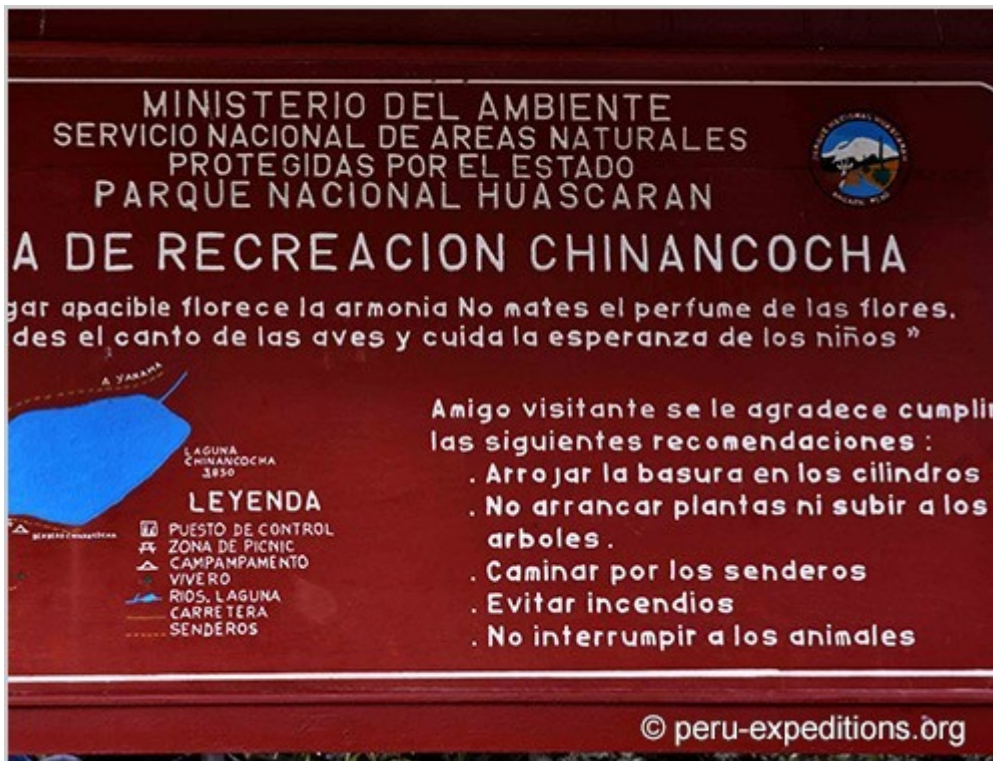 MINISTERIO DEL AMBIENTE
SERVICIO NACIONAL DE AREAS NATURALES
PROTEGIDAS POR EL ESTADO
PARQUE NACIONAL HUASCARAN
A DE RECREACION CHINANCOCHA
gar apacible florece la armonia No mates el perfume de las flores,
des el canto de las aves y cuida la esperanza de los niños”
A YANAMA
LAGUNA
CHINANCOCHA
3850
Amigo visitante se le agradece cumplir
las siguientes recomendaciones :
. Arrojar la basura en los cilindros
. No arrancar plantas ni subir a los
arboles.
. Caminar por los senderos
. Evitar incendios
. No interrumpir a los animales
LEYENDA
PUESTO DE CONTROL
ZONA DE PICNIC
CAMPAMPAMENTO
VIVERO
RIOS, LAGUNA
CARRETERA
SENDEROS
© peru-expeditions.org